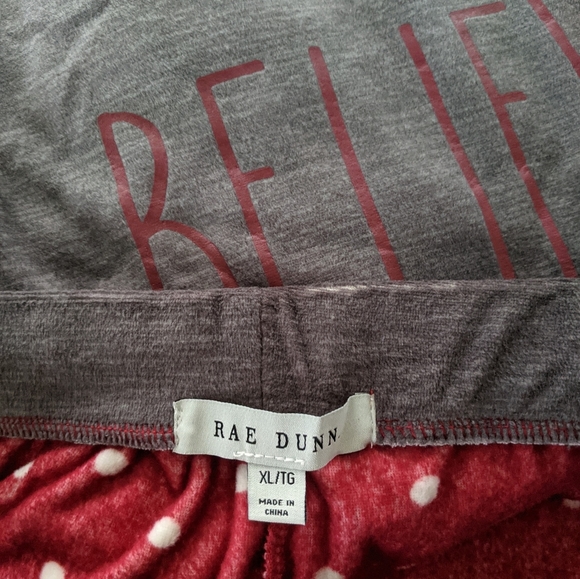 BELIE
RAE DUNN.
XL/TG
MADE IN
CHINA